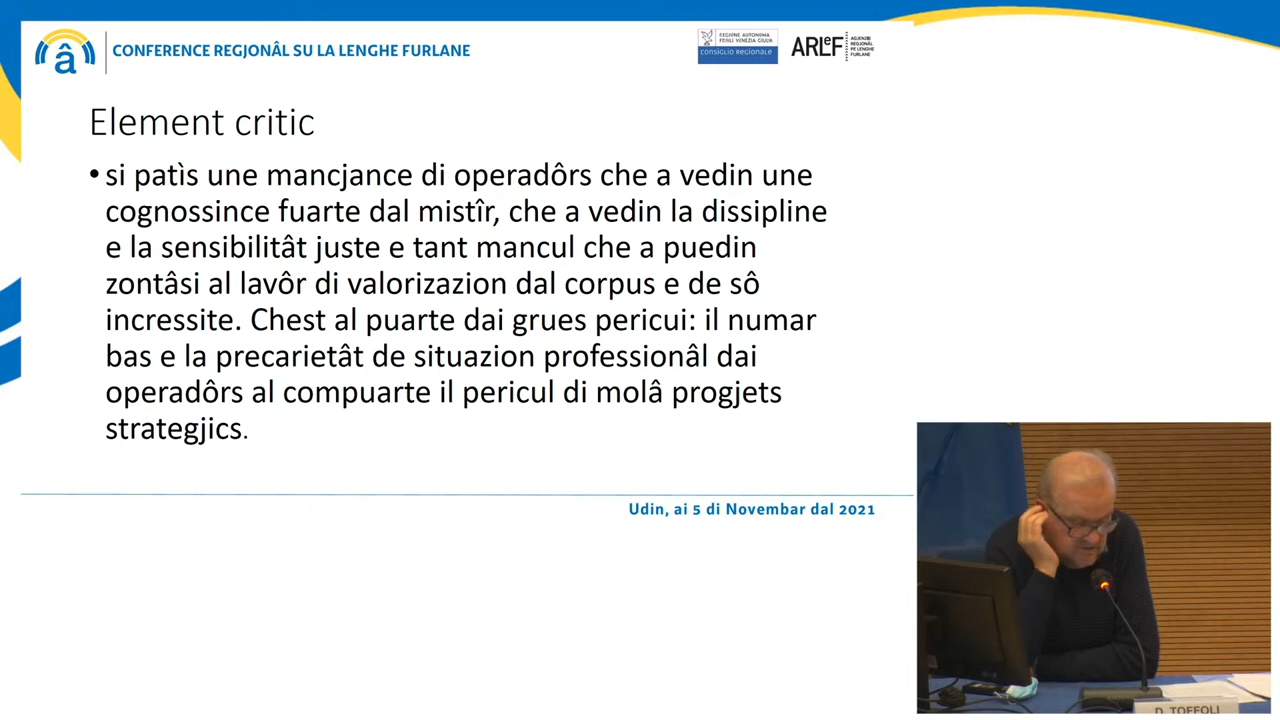 â
CONFERENCE REGJONÂL SU LA LENGHE FURLANE
REGIONE AUTONOMA
FRIULI VENEZIA GIULIA
consiglio regionale
ARLeF
AGJENZIE
REGJONÂL
PE LENGHE
FURLANE
Element critic
• si patìs une mancjance di operadôrs che a vedin une
cognossince fuarte dal mistîr, che a vedin la dissipline
e la sensibilitât juste e tant mancul che a puedin
zontâsi al lavôr di valorizazion dal corpus e de sô
incressite. Chest al puarte dai grues pericui: il numar
bas e la precarietât de situazion professionâl dai
operadôrs al compuarte il pericul di molâ progjets
strategjics.
Udin, ai 5 di Novembar dal 2021
D. TOFFOLI